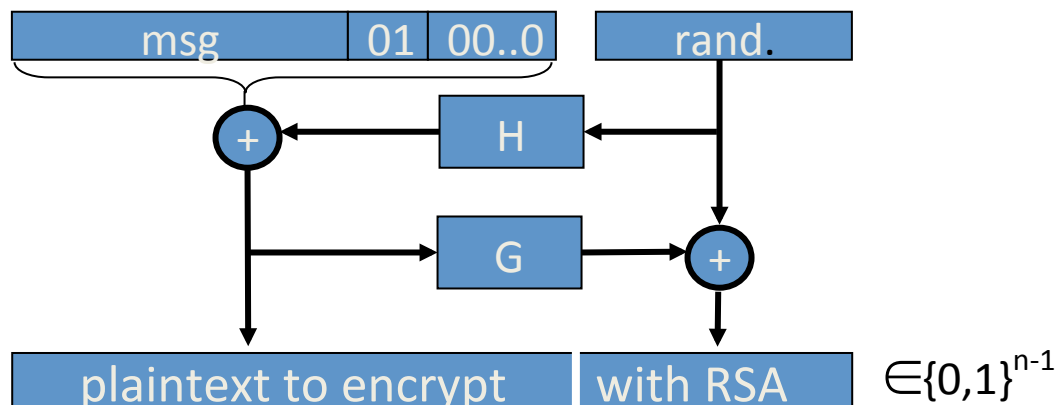 msg 01 00..0 rand.
+ H
G +
plaintext to encrypt with RSA ∈{0,1}ⁿ⁻¹